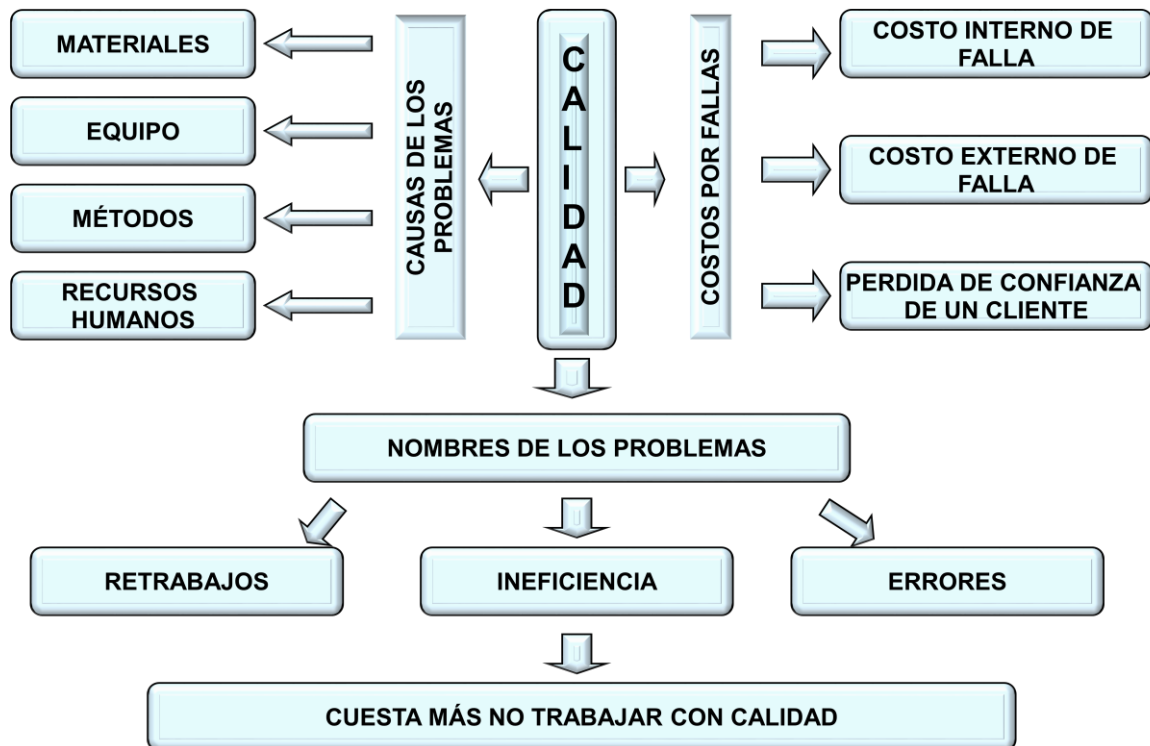 MATERIALES
EQUIPO
MÉTODOS
RECURSOS
HUMANOS
CAUSAS DE LOS
PROBLEMAS
CALIDAD
COSTOS POR FALLAS
COSTO INTERNO DE
FALLA
COSTO EXTERNO DE
FALLA
PERDIDA DE CONFIANZA
DE UN CLIENTE
NOMBRES DE LOS PROBLEMAS
RETRABAJOS
INEFICIENCIA
ERRORES
CUESTA MÁS NO TRABAJAR CON CALIDAD